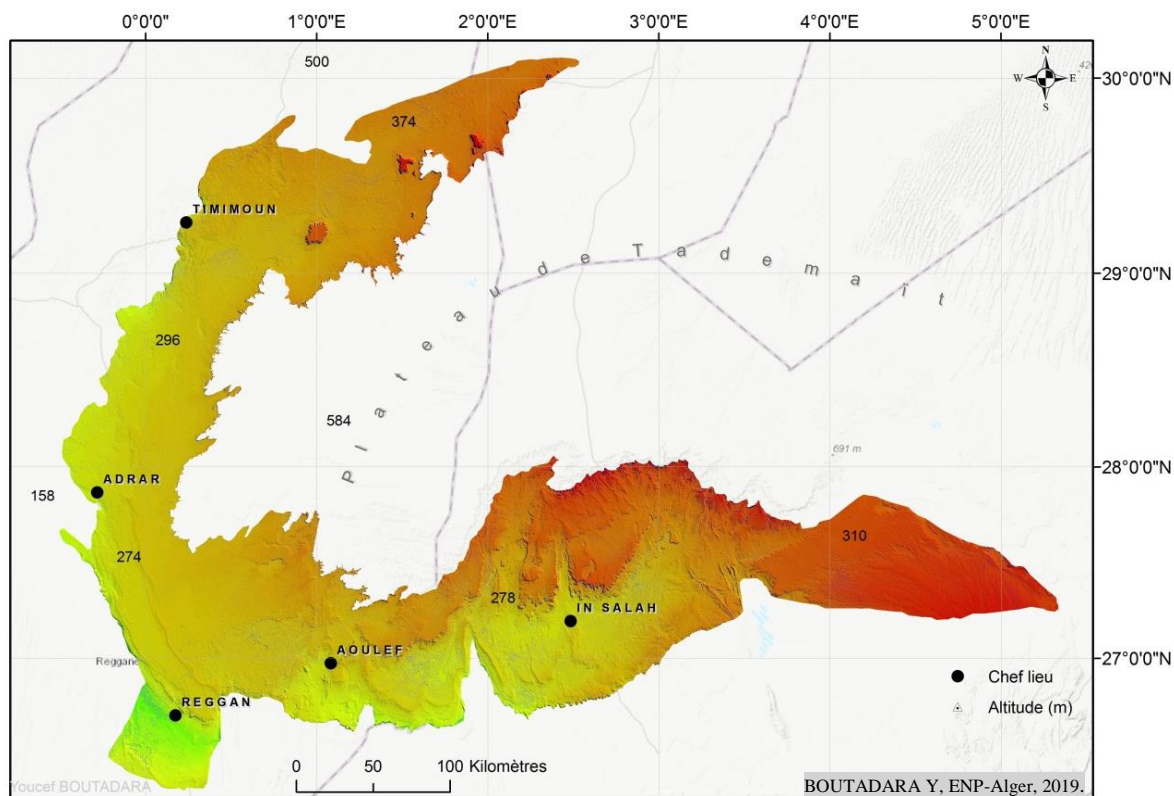 0°0'0" 1°0'0"E 2°0'0"E 3°0'0"E 4°0'0"E 5°0'0"E
N
W E
S
500
30°0'0"N
374
TIMIMOUN
29°0'0"N
Plateau de Tademaït
296
584
691 m
28°0'0"N
ADRAR
158
274
310
278
IN SALAH
AOULEF
Reggane
27°0'0"N
REGGAN
Chef lieu
Altitude (m)
0 50 100 Kilomètres
Youcef BOUTADARA
BOUTADARA Y, ENP-Alger, 2019.